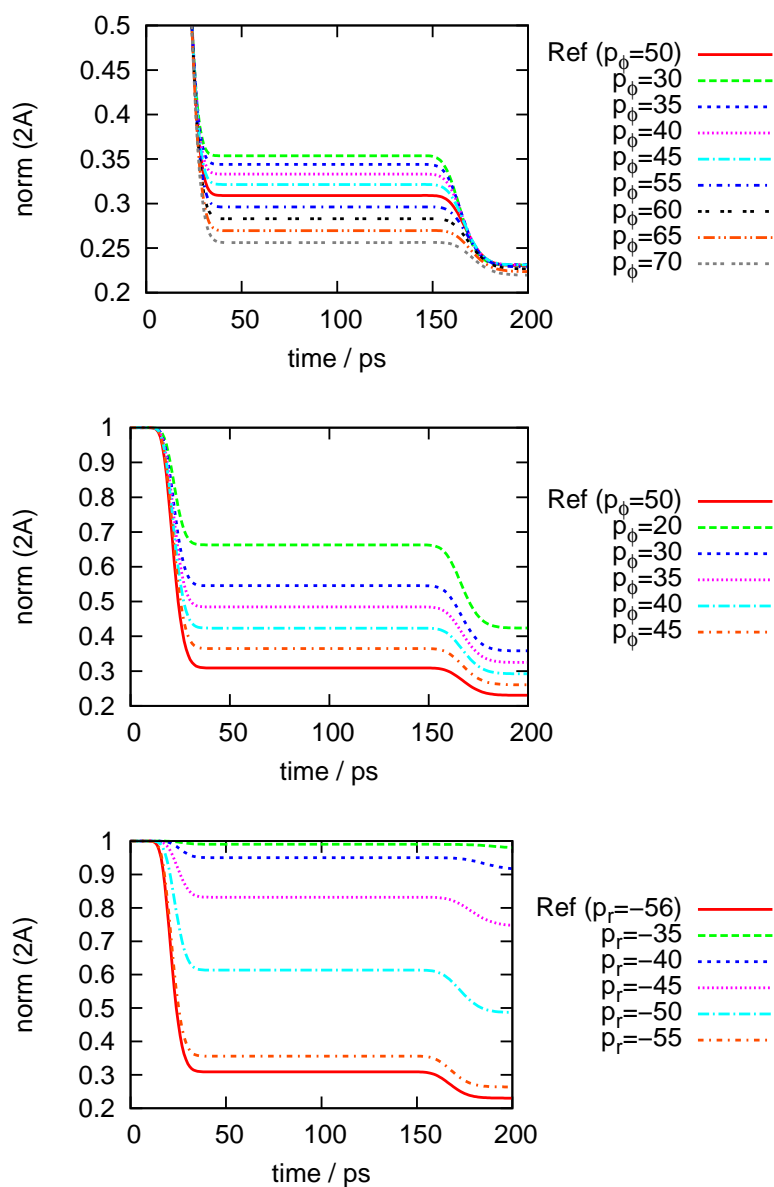 0.5
0.45
0.4
0.35
0.3
0.25
0.2
norm (2A)
0 50 100 150 200
time / ps
Ref (pϕ=50)
pϕ=30
pϕ=35
pϕ=40
pϕ=45
pϕ=55
pϕ=60
pϕ=65
pϕ=70
1
0.9
0.8
0.7
0.6
0.5
0.4
0.3
0.2
norm (2A)
0 50 100 150 200
time / ps
Ref (pϕ=50)
pϕ=20
pϕ=30
pϕ=35
pϕ=40
pϕ=45
1
0.9
0.8
0.7
0.6
0.5
0.4
0.3
0.2
norm (2A)
0 50 100 150 200
time / ps
Ref (pr=−56)
pr=−35
pr=−40
pr=−45
pr=−50
pr=−55